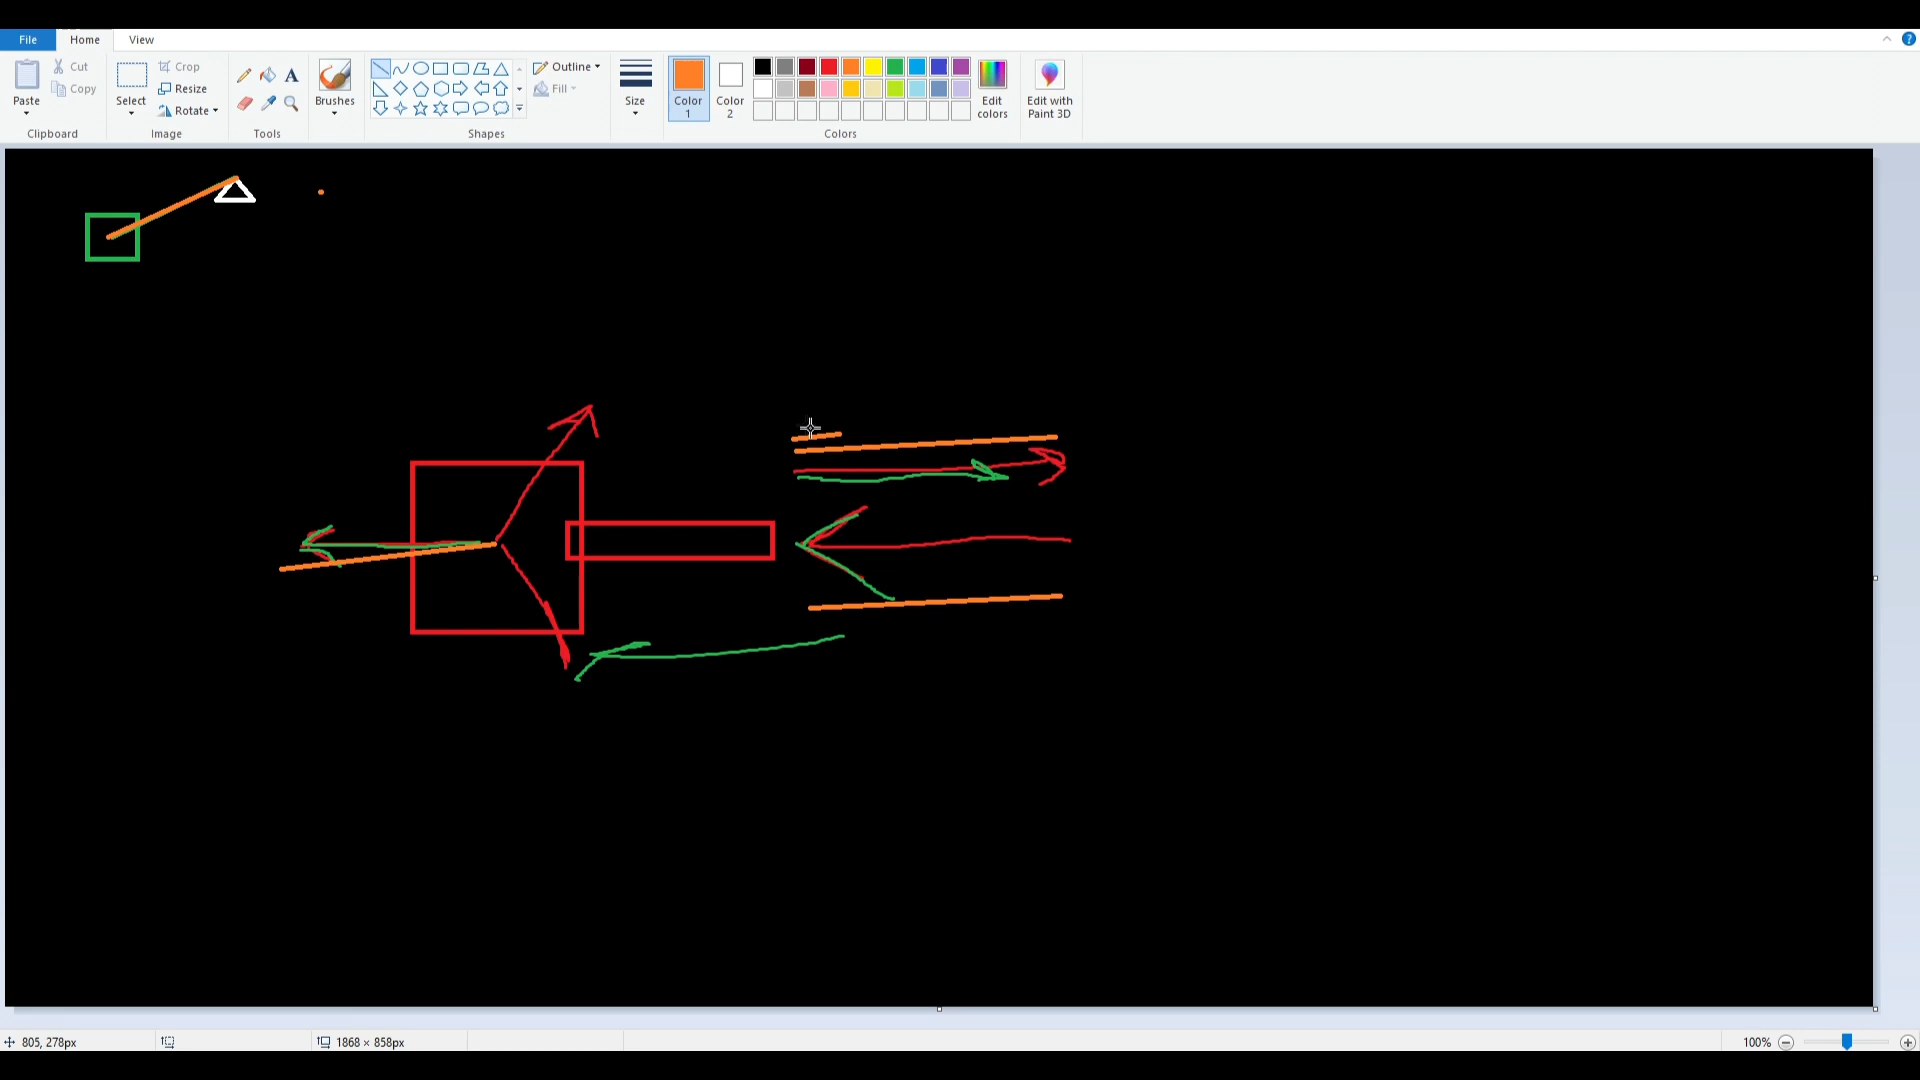 File Home View
Paste Cut Copy Clipboard
Select Crop Resize Rotate Image
A Tools
Brushes
Shapes Outline Fill
Size
Color 1 Color 2 Colors Edit colors
Edit with Paint 3D
?
805, 278px 1868 × 858px 100%